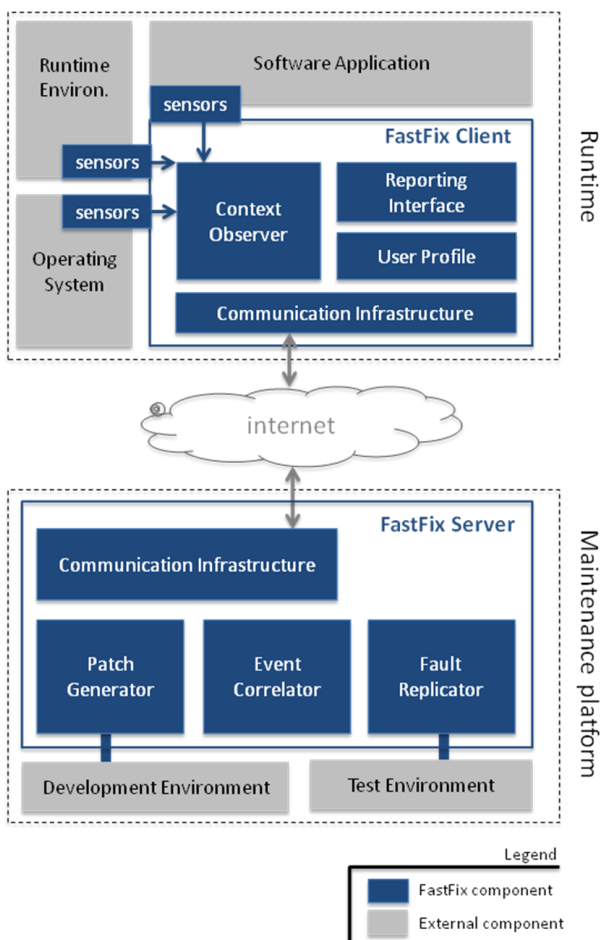 Runtime
Environ.
Software Application
sensors
FastFix Client
sensors
sensors
Context
Observer
Reporting
Interface
User Profile
Operating
System
Communication Infrastructure
Runtime
internet
FastFix Server
Communication Infrastructure
Patch
Generator
Event
Correlator
Fault
Replicator
Development Environment
Test Environment
Maintenance platform
Legend
FastFix component
External component